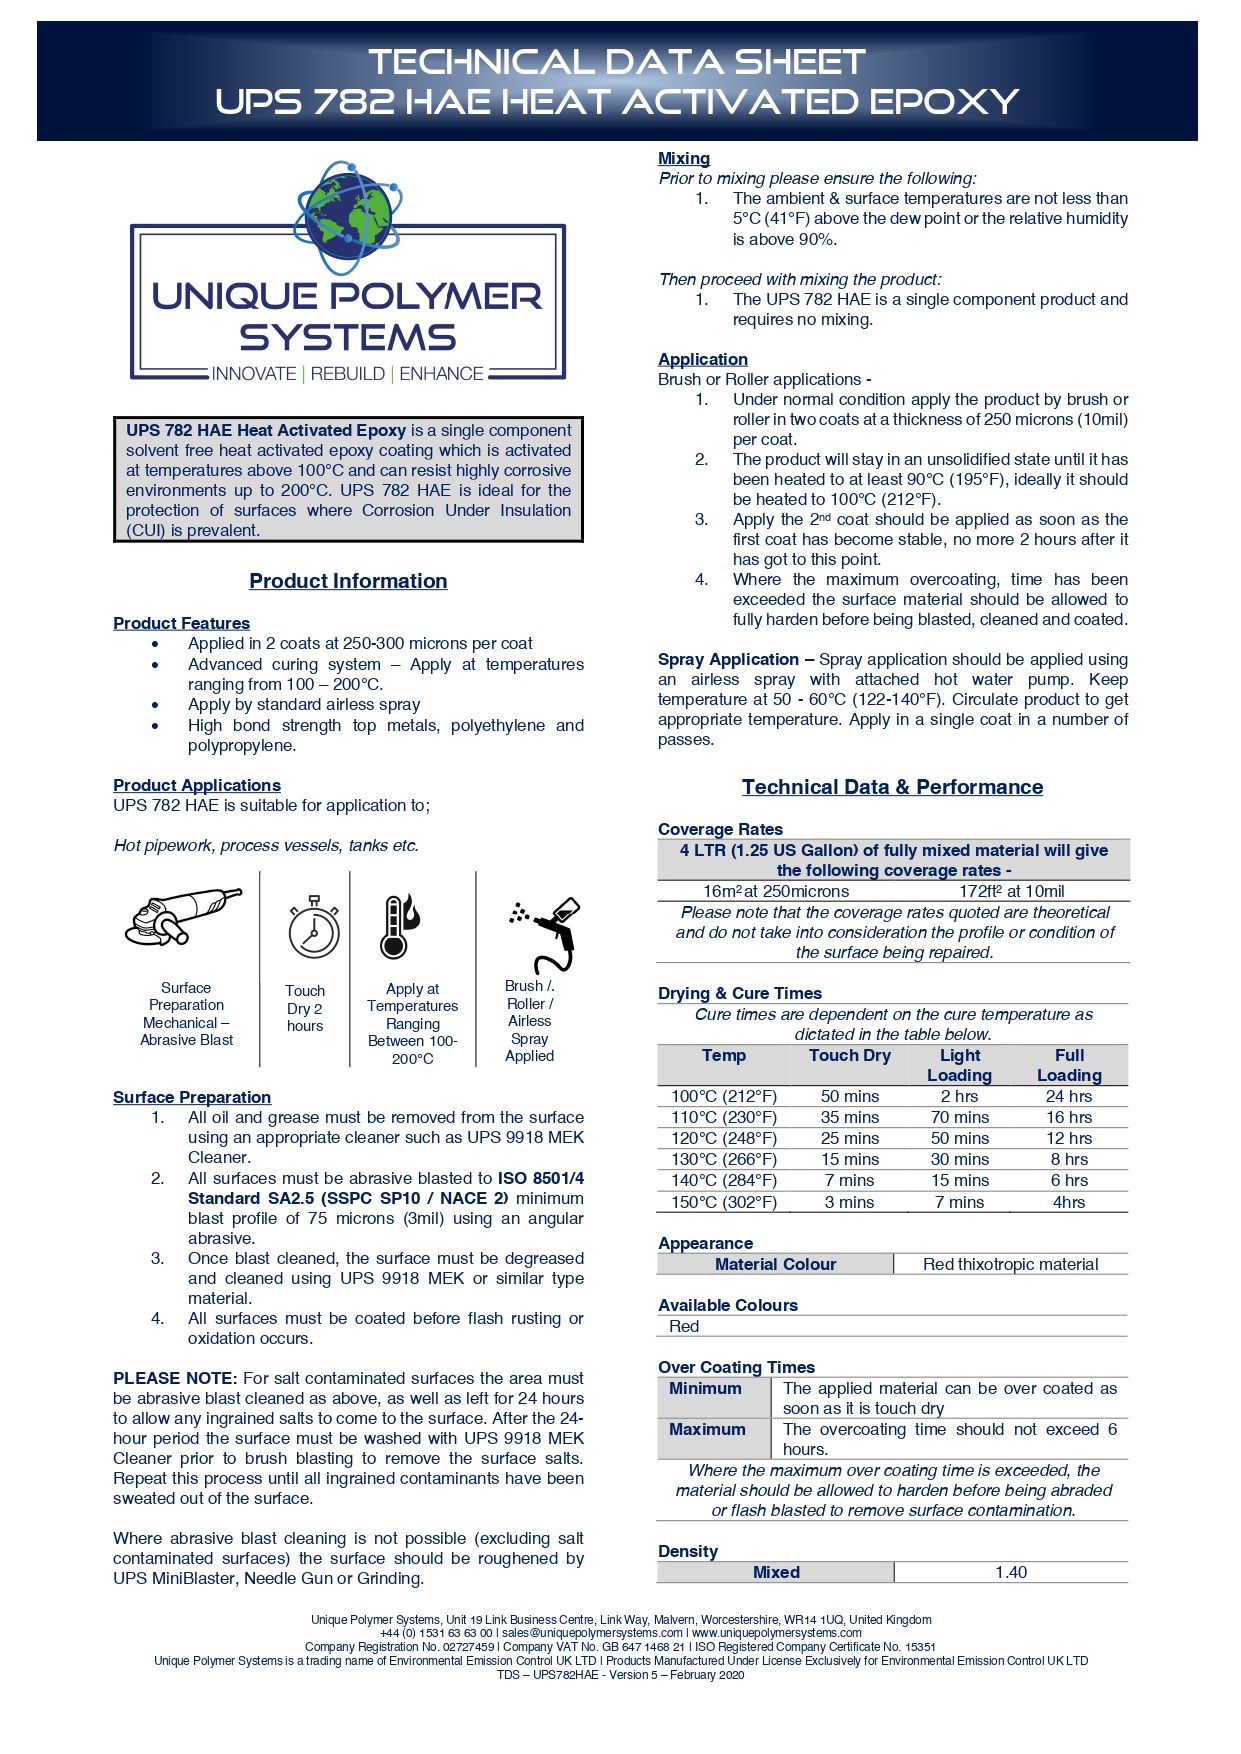 TECHNICAL DATA SHEET
UPS 782 HAE HEAT ACTIVATED EPOXY
UNIQUE POLYMER
SYSTEMS
INNOVATE | REBUILD | ENHANCE
UPS 782 HAE Heat Activated Epoxy is a single component
solvent free heat activated epoxy coating which is activated
at temperatures above 100°C and can resist highly corrosive
environments up to 200°C. UPS 782 HAE is ideal for the
protection of surfaces where Corrosion Under Insulation
(CUI) is prevalent.
Product Information
Product Features
• Applied in 2 coats at 250-300 microns per coat
• Advanced curing system – Apply at temperatures
ranging from 100 – 200°C.
• Apply by standard airless spray
• High bond strength top metals, polyethylene and
polypropylene.
Product Applications
UPS 782 HAE is suitable for application to;
Hot pipework, process vessels, tanks etc.
Surface
Preparation
Mechanical –
Abrasive Blast
Touch
Dry 2
hours
Apply at
Temperatures
Ranging
Between 100-
200°C
Brush /.
Roller /
Airless
Spray
Applied
Surface Preparation
1. All oil and grease must be removed from the surface
using an appropriate cleaner such as UPS 9918 MEK
Cleaner.
2. All surfaces must be abrasive blasted to ISO 8501/4
Standard SA2.5 (SSPC SP10 / NACE 2) minimum
blast profile of 75 microns (3mil) using an angular
abrasive.
3. Once blast cleaned, the surface must be degreased
and cleaned using UPS 9918 MEK or similar type
material.
4. All surfaces must be coated before flash rusting or
oxidation occurs.
PLEASE NOTE: For salt contaminated surfaces the area must
be abrasive blast cleaned as above, as well as left for 24 hours
to allow any ingrained salts to come to the surface. After the 24-
hour period the surface must be washed with UPS 9918 MEK
Cleaner prior to brush blasting to remove the surface salts.
Repeat this process until all ingrained contaminants have been
sweated out of the surface.
Where abrasive blast cleaning is not possible (excluding salt
contaminated surfaces) the surface should be roughened by
UPS MiniBlaster, Needle Gun or Grinding.
Mixing
Prior to mixing please ensure the following:
1. The ambient & surface temperatures are not less than
5°C (41°F) above the dew point or the relative humidity
is above 90%.
Then proceed with mixing the product:
1. The UPS 782 HAE is a single component product and
requires no mixing.
Application
Brush or Roller applications -
1. Under normal condition apply the product by brush or
roller in two coats at a thickness of 250 microns (10mil)
per coat.
2. The product will stay in an unsolidified state until it has
been heated to at least 90°C (195°F), ideally it should
be heated to 100°C (212°F).
3. Apply the 2nd coat should be applied as soon as the
first coat has become stable, no more 2 hours after it
has got to this point.
4. Where the maximum overcoating, time has been
exceeded the surface material should be allowed to
fully harden before being blasted, cleaned and coated.
Spray Application – Spray application should be applied using
an airless spray with attached hot water pump. Keep
temperature at 50 - 60°C (122-140°F). Circulate product to get
appropriate temperature. Apply in a single coat in a number of
passes.
Technical Data & Performance
Coverage Rates
4 LTR (1.25 US Gallon) of fully mixed material will give
the following coverage rates -
16m² at 250microns 172ft² at 10mil
Please note that the coverage rates quoted are theoretical
and do not take into consideration the profile or condition of
the surface being repaired.
Drying & Cure Times
Cure times are dependent on the cure temperature as
dictated in the table below.
Temp Touch Dry Light Full
Loading Loading
100°C (212°F) 50 mins 2 hrs 24 hrs
110°C (230°F) 35 mins 70 mins 16 hrs
120°C (248°F) 25 mins 50 mins 12 hrs
130°C (266°F) 15 mins 30 mins 8 hrs
140°C (284°F) 7 mins 15 mins 6 hrs
150°C (302°F) 3 mins 7 mins 4hrs
Appearance
Material Colour Red thixotropic material
Available Colours
Red
Over Coating Times
Minimum The applied material can be over coated as
soon as it is touch dry
Maximum The overcoating time should not exceed 6
hours.
Where the maximum over coating time is exceeded, the
material should be allowed to harden before being abraded
or flash blasted to remove surface contamination.
Density
Mixed 1.40
Unique Polymer Systems, Unit 19 Link Business Centre, Link Way, Malvern, Worcestershire, WR14 1UQ, United Kingdom
+44 (0) 1531 63 63 00 | sales@uniquepolymersystems.com | www.uniquepolymersystems.com
Company Registration No. 02727459 | Company VAT No. GB 647 1468 21 | ISO Registered Company Certificate No. 15351
Unique Polymer Systems is a trading name of Environmental Emission Control UK LTD | Products Manufactured Under License Exclusively for Environmental Emission Control UK LTD
TDS – UPS782HAE - Version 5 – February 2020